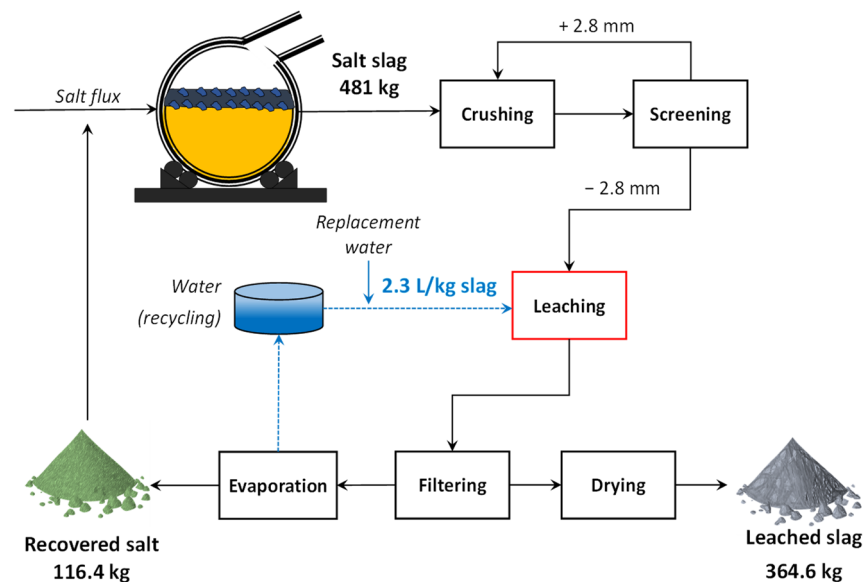 + 2.8 mm
Salt slag
481 kg
Salt flux
Crushing
Screening
− 2.8 mm
Replacement
water
2.3 L/kg slag
Water
(recycling)
Leaching
Evaporation
Filtering
Drying
Recovered salt
116.4 kg
Leached slag
364.6 kg